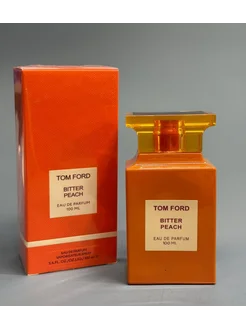 TOM FORD
BITTER
PEACH
EAU DE PARFUM
100 ML
TOM FORD
BITTER
PEACH
EAU DE PARFUM
100 ML